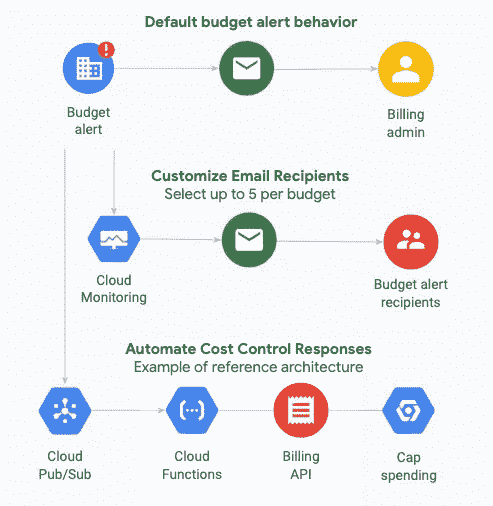 Default budget alert behavior
!
Budget
alert
Billing
admin
Customize Email Recipients
Select up to 5 per budget
Cloud
Monitoring
Budget alert
recipients
Automate Cost Control Responses
Example of reference architecture
Cloud
Pub/Sub
Cloud
Functions
Billing
API
Cap
spending